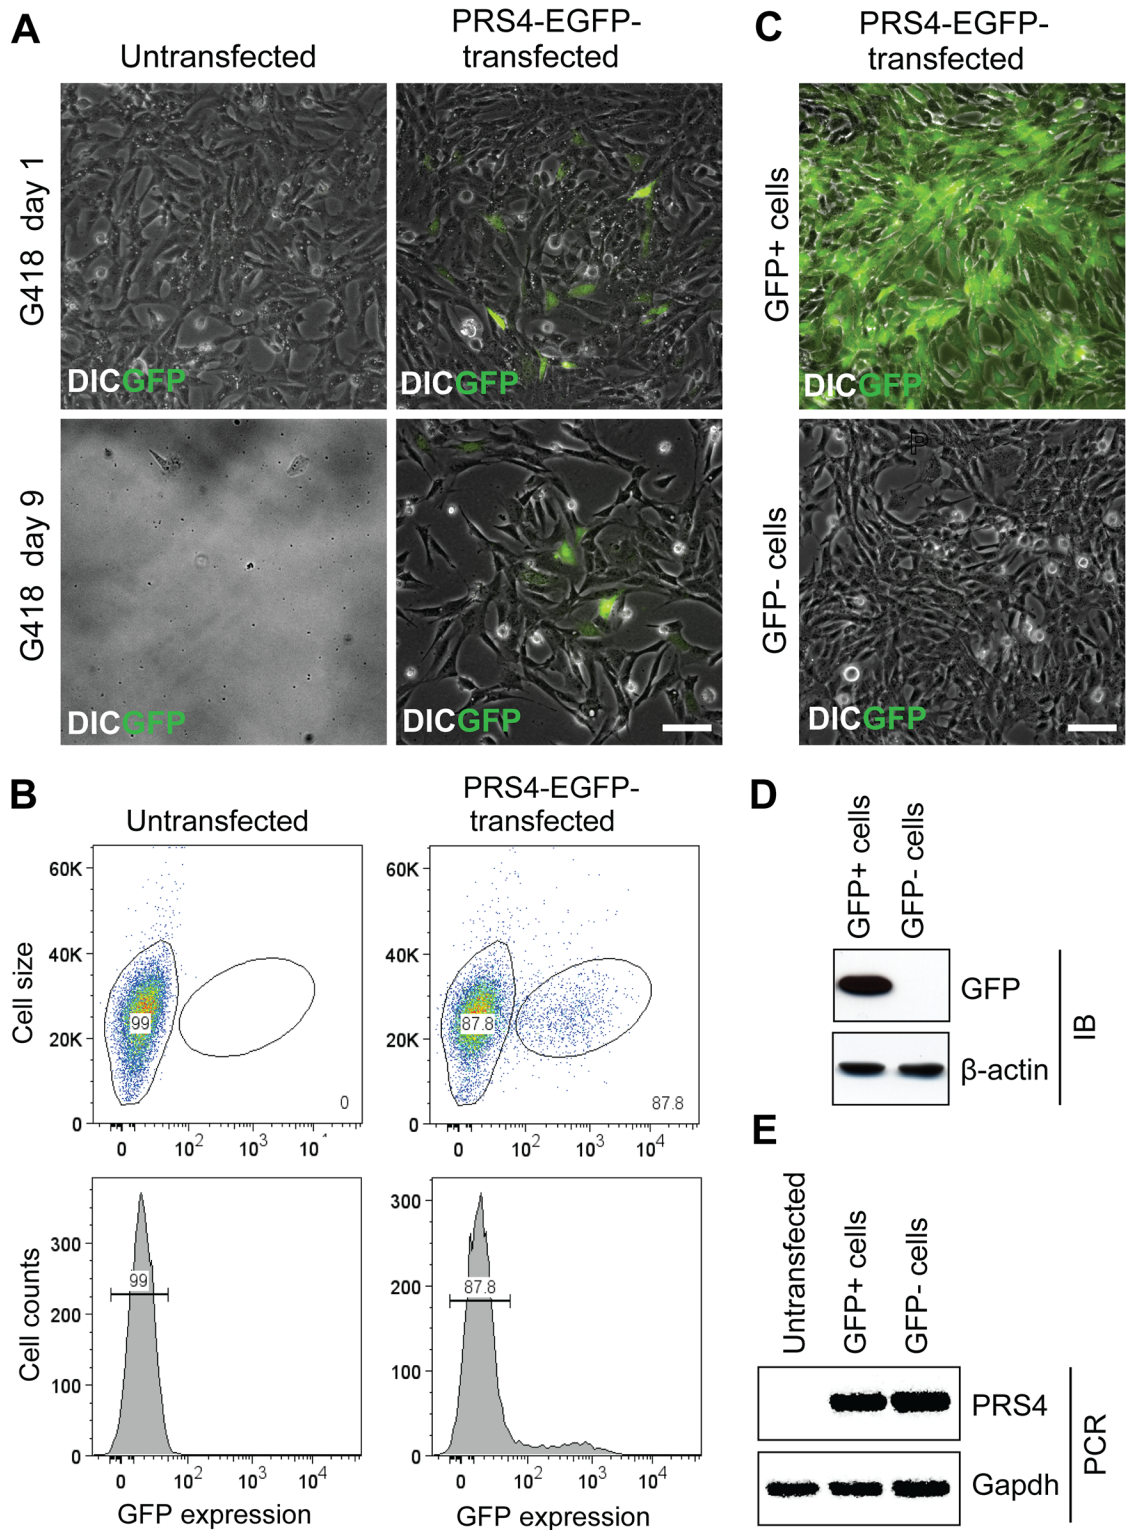 A
Untransfected
PRS4-EGFP-
transfected
G418 day 1
DICGFP
DICGFP
G418 day 9
DICGFP
DICGFP
C
PRS4-EGFP-
transfected
GFP+ cells
DICGFP
GFP- cells
P
DICGFP
B
Untransfected
PRS4-EGFP-
transfected
Cell size
60K
40K
20K
0
99
0
0 10² 10³ 10⁴
60K
40K
20K
0
87.8
87.8
0 10² 10³ 10⁴
Cell counts
300
200
100
0
99
0 10² 10³ 10⁴
GFP expression
300
200
100
0
87.8
0 10² 10³ 10⁴
GFP expression
D
GFP+ cells
GFP- cells
GFP
β-actin
IB
E
Untransfected
GFP+ cells
GFP- cells
PRS4
Gapdh
PCR